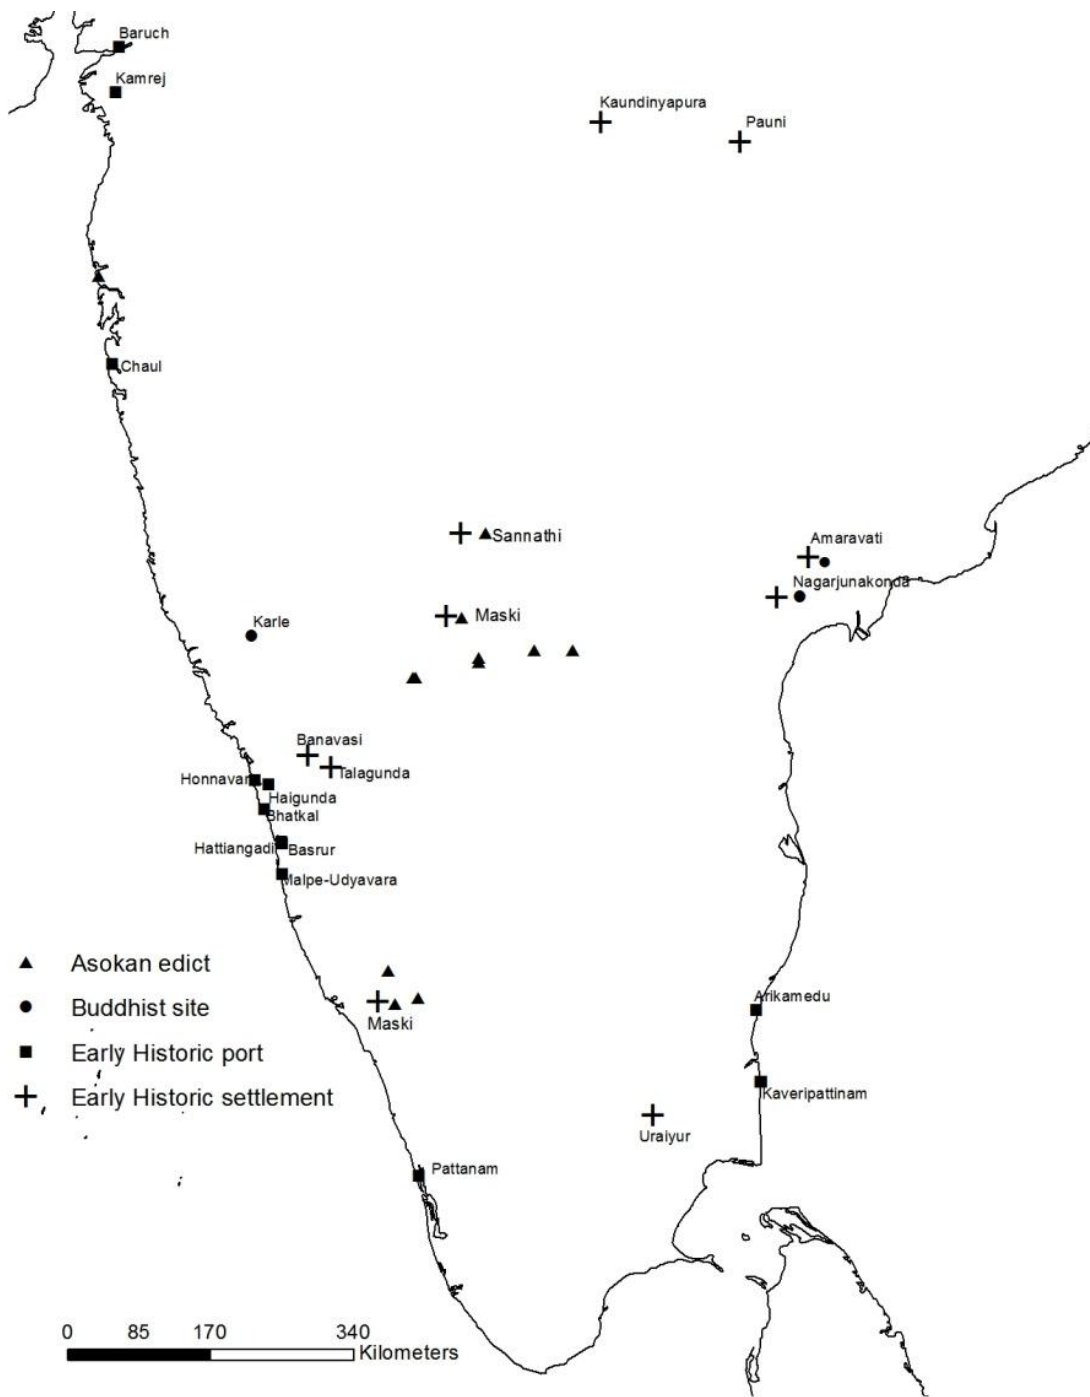 Baruch
Kamrej
Kaundinyapura
Pauni
Chaul
Sannathi
Amaravati
Nagarjunakonda
Maski
Karle
Banavasi
Talagunda
Honnavar
Haigunda
Bhatkal
Hattiangadi
Basrur
Malpe-Udyavara
Asokan edict
Buddhist site
Early Historic port
Early Historic settlement
Maski
Arikamedu
Kaveripattinam
Uraiyur
Pattanam
0 85 170 340
Kilometers